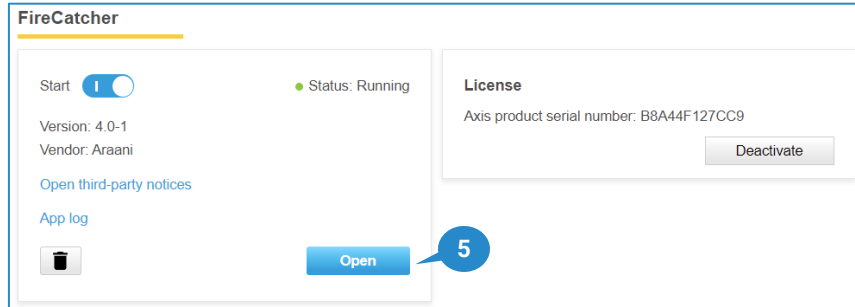 FireCatcher
Start
Status: Running
Version: 4.0-1
Vendor: Araani
Open third-party notices
App log
Open
5
License
Axis product serial number: B8A44F127CC9
Deactivate